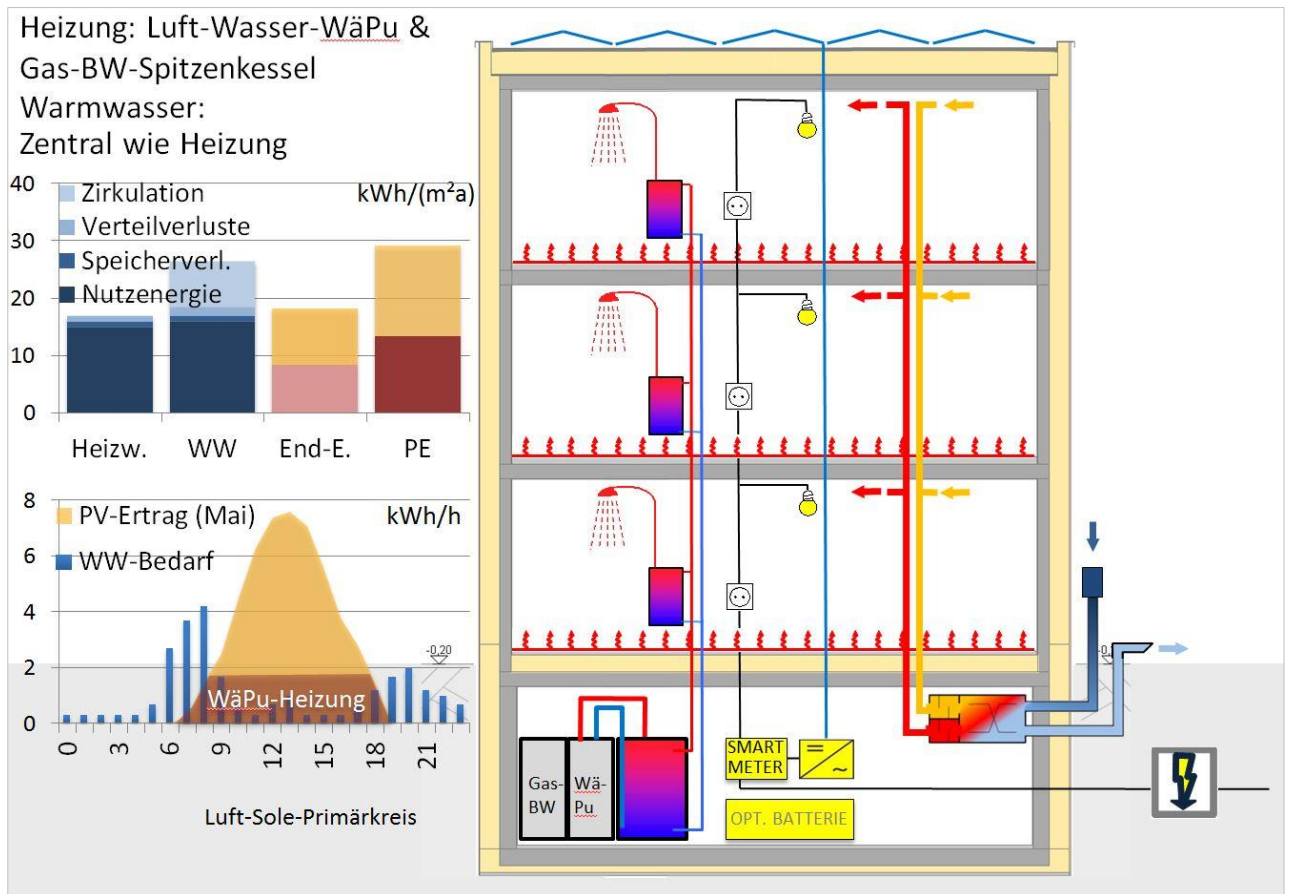 Heizung: Luft-Wasser-WäPu &
Gas-BW-Spitzenkessel
Warmwasser:
Zentral wie Heizung
40
30
20
10
0
kWh/(m²a)
Zirkulation
Verteilverluste
Speicherverl.
Nutzenergie
Heizw.
WW
End-E.
PE
8
6
4
2
0
kWh/h
PV-Ertrag (Mai)
WW-Bedarf
WäPu-Heizung
0
3
6
9
12
15
18
21
Luft-Sole-Primärkreis
-0,20
Gas-
BW
Wä-
Pu
SMART
METER
=
~
OPT. BATTERIE